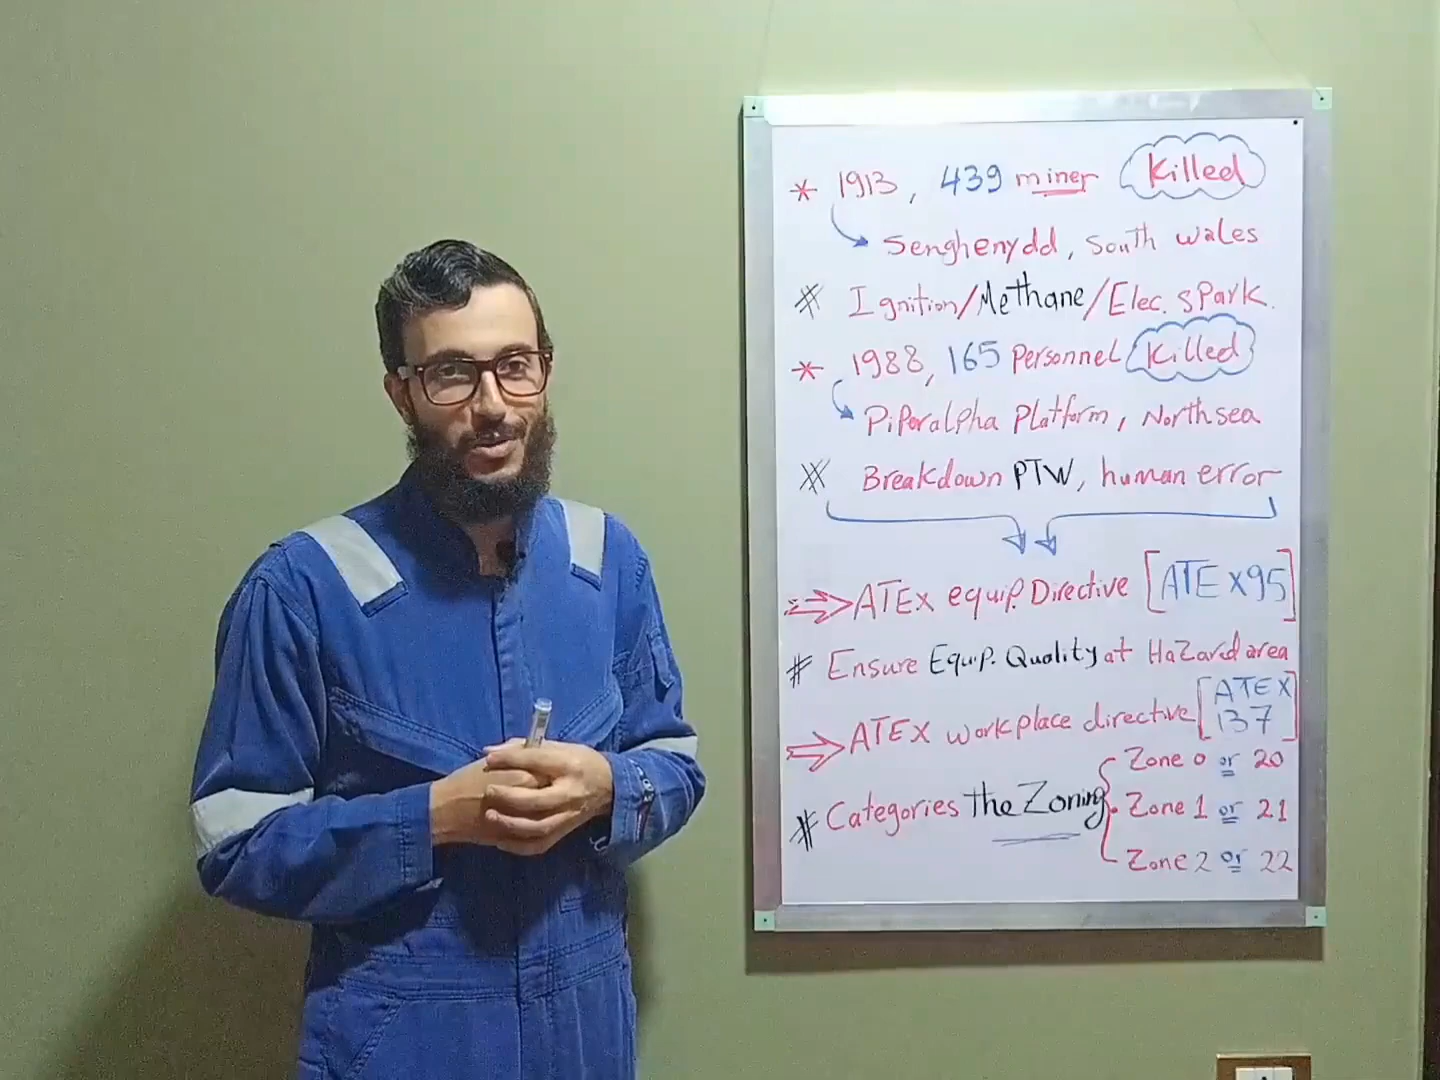 * 1913, 439 miner Killed
Senghenydd, South Wales
# Ignition/Methane/Elec. spark.
* 1988, 165 Personnel Killed
Piperalpha Platform, North sea
# Breakdown PTW, human error
ATEX equip. Directive [ATEX95]
# Ensure Equip. Quality at Hazard area
ATEX workplace directive [ATEX 137]
# Categories The Zoning
Zone 0 or 20
Zone 1 or 21
Zone 2 or 22